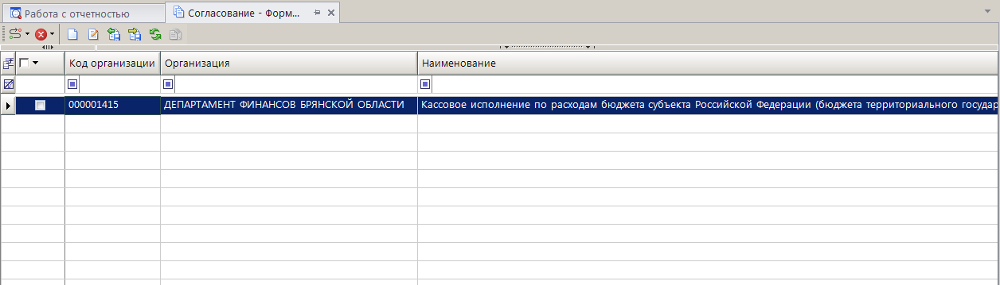 Работа с отчетностью
Согласование - Форм...
Код организации Организация Наименование
000001415 ДЕПАРТАМЕНТ ФИНАНСОВ БРЯНСКОЙ ОБЛАСТИ Кассовое исполнение по расходам бюджета субъекта Российской Федерации (бюджета территориального государ